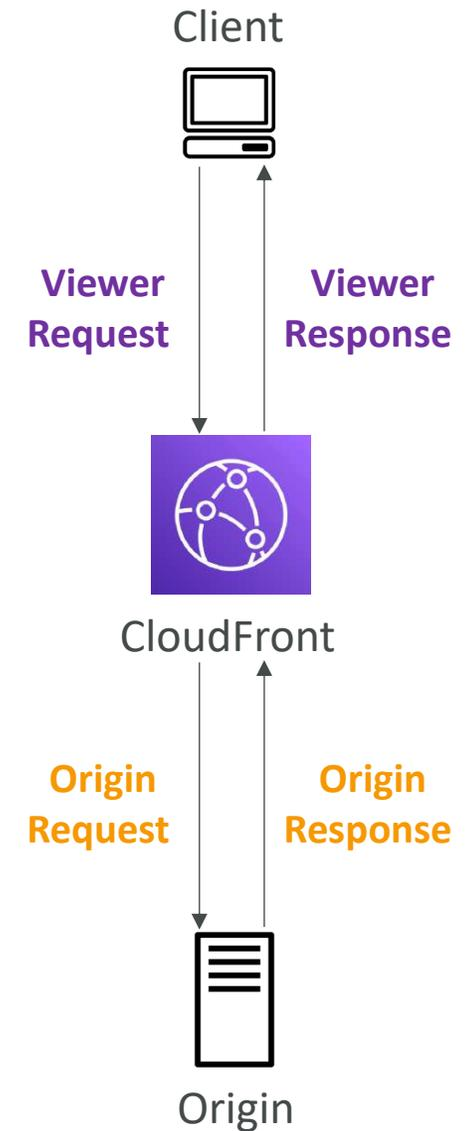 Client
Viewer
Request
Viewer
Response
CloudFront
Origin
Request
Origin
Response
Origin